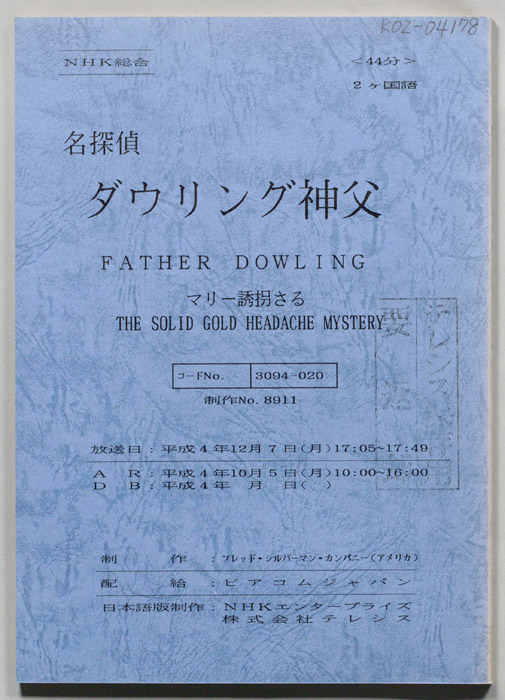 KOZ-04178
NHK総合
<44分>
2ヶ国語
名探偵
ダウリング神父
FATHER DOWLING
マリー誘拐さる
THE SOLID GOLD HEADACHE MYSTERY
コードNo. 3094-020
制作No. 8911
放送日:平成4年12月7日(月)17:05~17:49
AR:平成4年10月5日(月)10:00~16:00
DB:平成4年 月 日( )
制作:フレッド・シルバーマン・カンパニー(アメリカ)
配給:ビアコムジャパン
日本語版制作:NHKエンタープライズ
株式会社テレシス